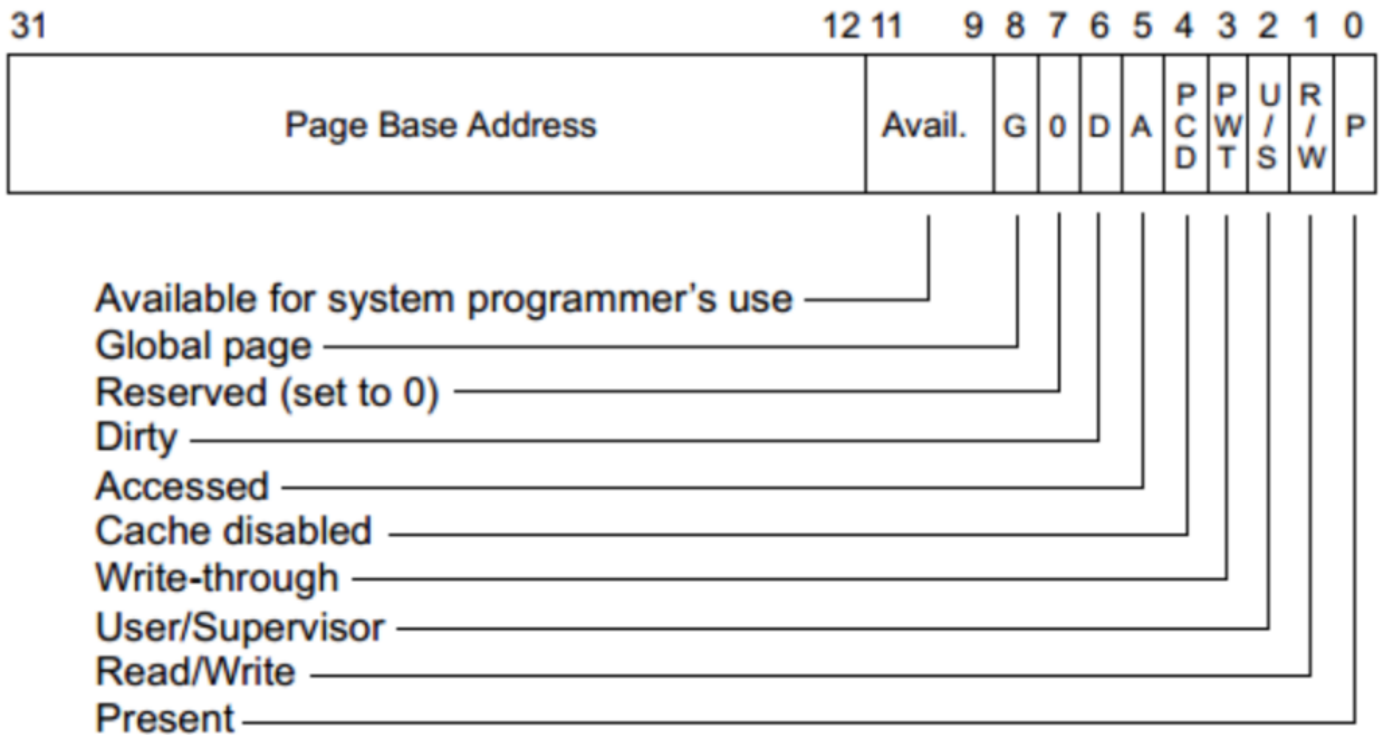 31 12 11 9 8 7 6 5 4 3 2 1 0
Page Base Address Avail. G 0 D A PCD PWT U/S R/W P
Available for system programmer’s use
Global page
Reserved (set to 0)
Dirty
Accessed
Cache disabled
Write-through
User/Supervisor
Read/Write
Present